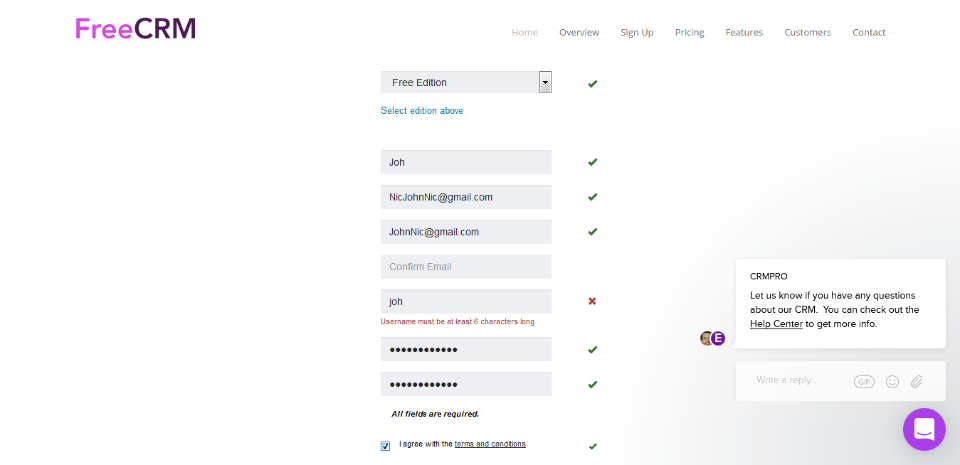 FreeCRM
Home Overview Sign Up Pricing Features Customers Contact
Free Edition
Select edition above
Joh
NicJohnNic@gmail.com
JohnNic@gmail.com
Confirm Email
joh
Username must be at least 6 characters long
●●●●●●●●●●●●
●●●●●●●●●●●●
All fields are required.
I agree with the terms and conditions.
CRMPRO
Let us know if you have any questions
about our CRM. You can check out the
Help Center to get more info.
E
Write a reply...
GIF